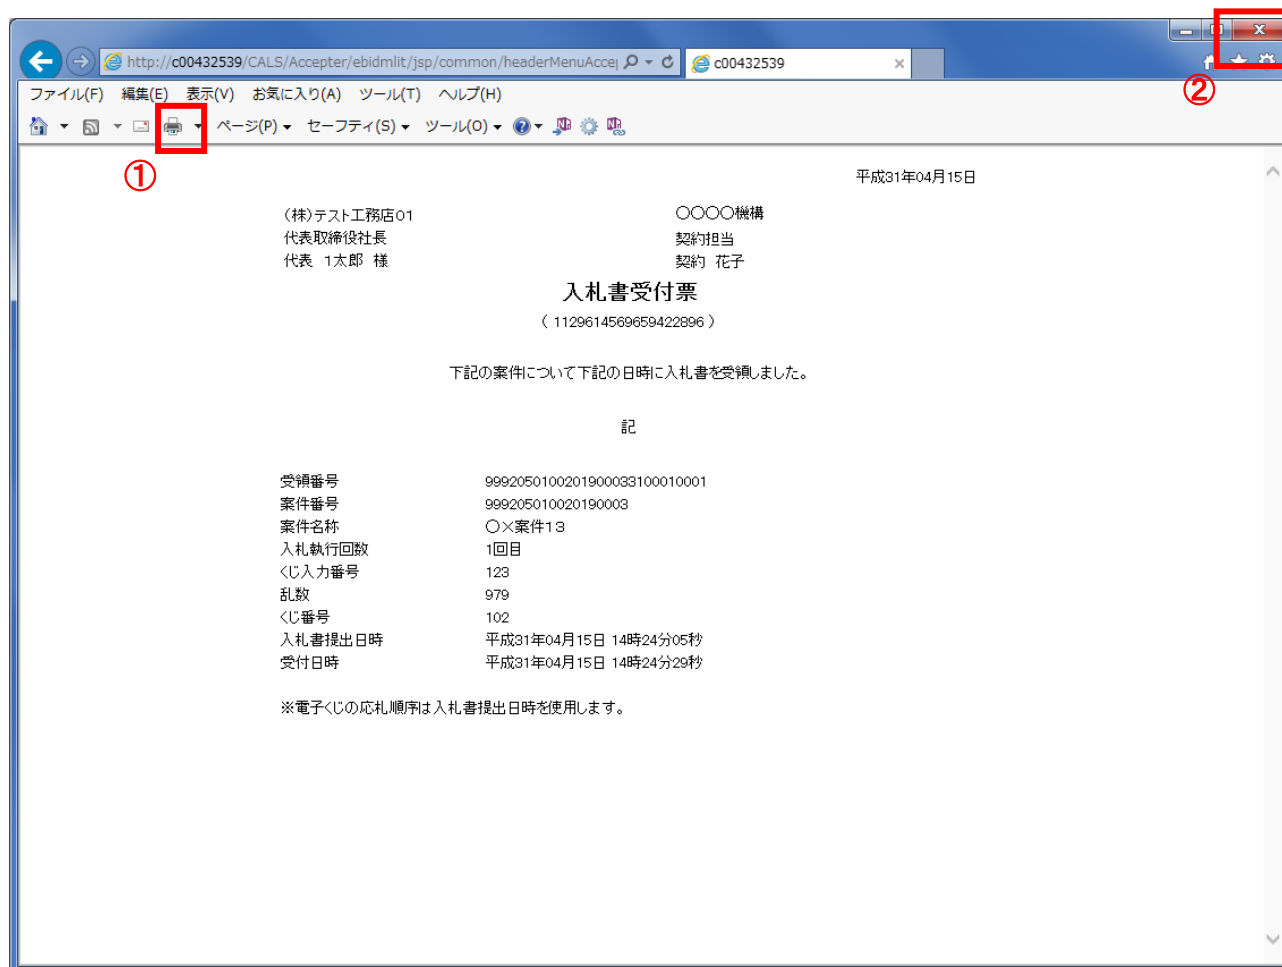 http://c00432539/CALS/Accepter/ebidmlit/jsp/common/headerMenuAccep
c00432539
ファイル(F) 編集(E) 表示(V) お気に入り(A) ツール(T) ヘルプ(H)
②
ページ(P) セーフティ(S) ツール(O)
①
平成31年04月15日
(株)テスト工務店01 〇〇〇〇機構
代表取締役社長 契約担当
代表 1太郎 様 契約 花子
入札書受付票
( 1129614569659422896 )
下記の案件について下記の日時に入札書を受領しました。
記
受領番号 99920501002019000331000​10001
案件番号 999205010020190003
案件名称 〇×案件13
入札執行回数 1回目
くじ入力番号 123
乱数 979
くじ番号 102
入札書提出日時 平成31年04月15日 14時24分05秒
受付日時 平成31年04月15日 14時24分29秒
※電子くじの応札順序は入札書提出日時を使用します。